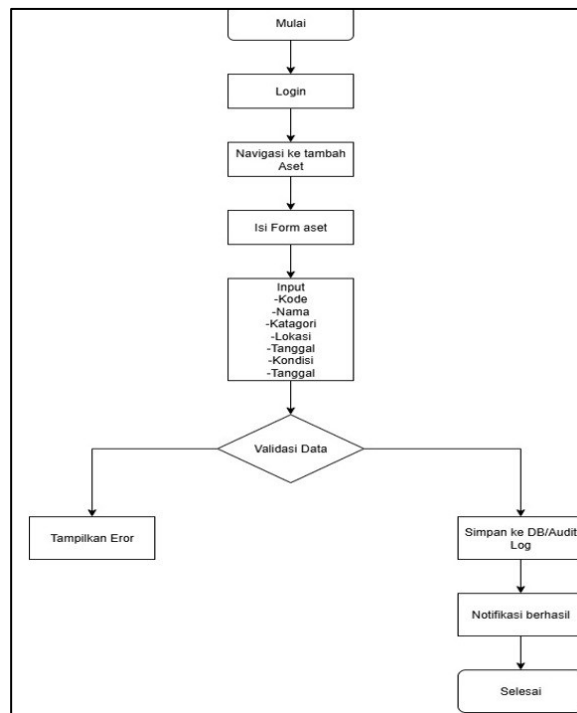 Mulai
Login
Navigasi ke tambah
Aset
Isi Form aset
Input
-Kode
-Nama
-Katagori
-Lokasi
-Tanggal
-Kondisi
-Tanggal
Validasi Data
Tampilkan Eror
Simpan ke DB/Audit
Log
Notifikasi berhasil
Selesai